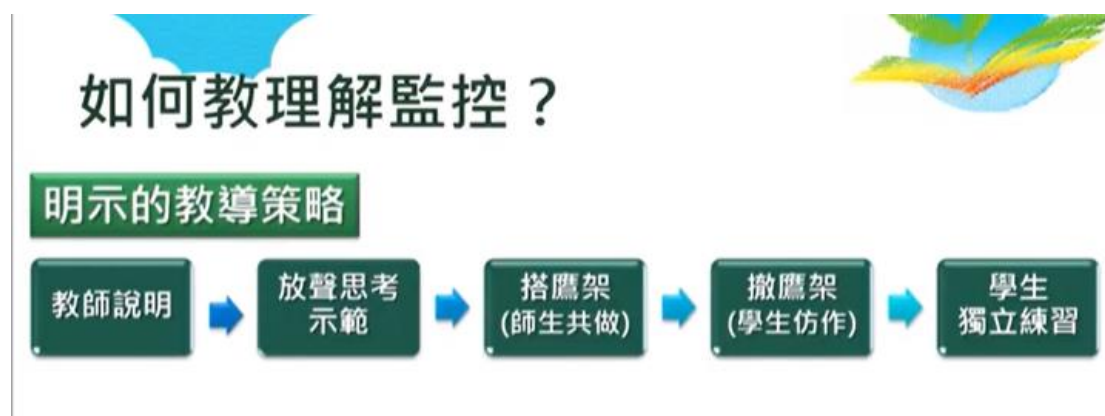 如何教理解監控？
明示的教導策略
教師說明
放聲思考
示範
搭鷹架
(師生共做)
撤鷹架
(學生仿作)
學生
獨立練習